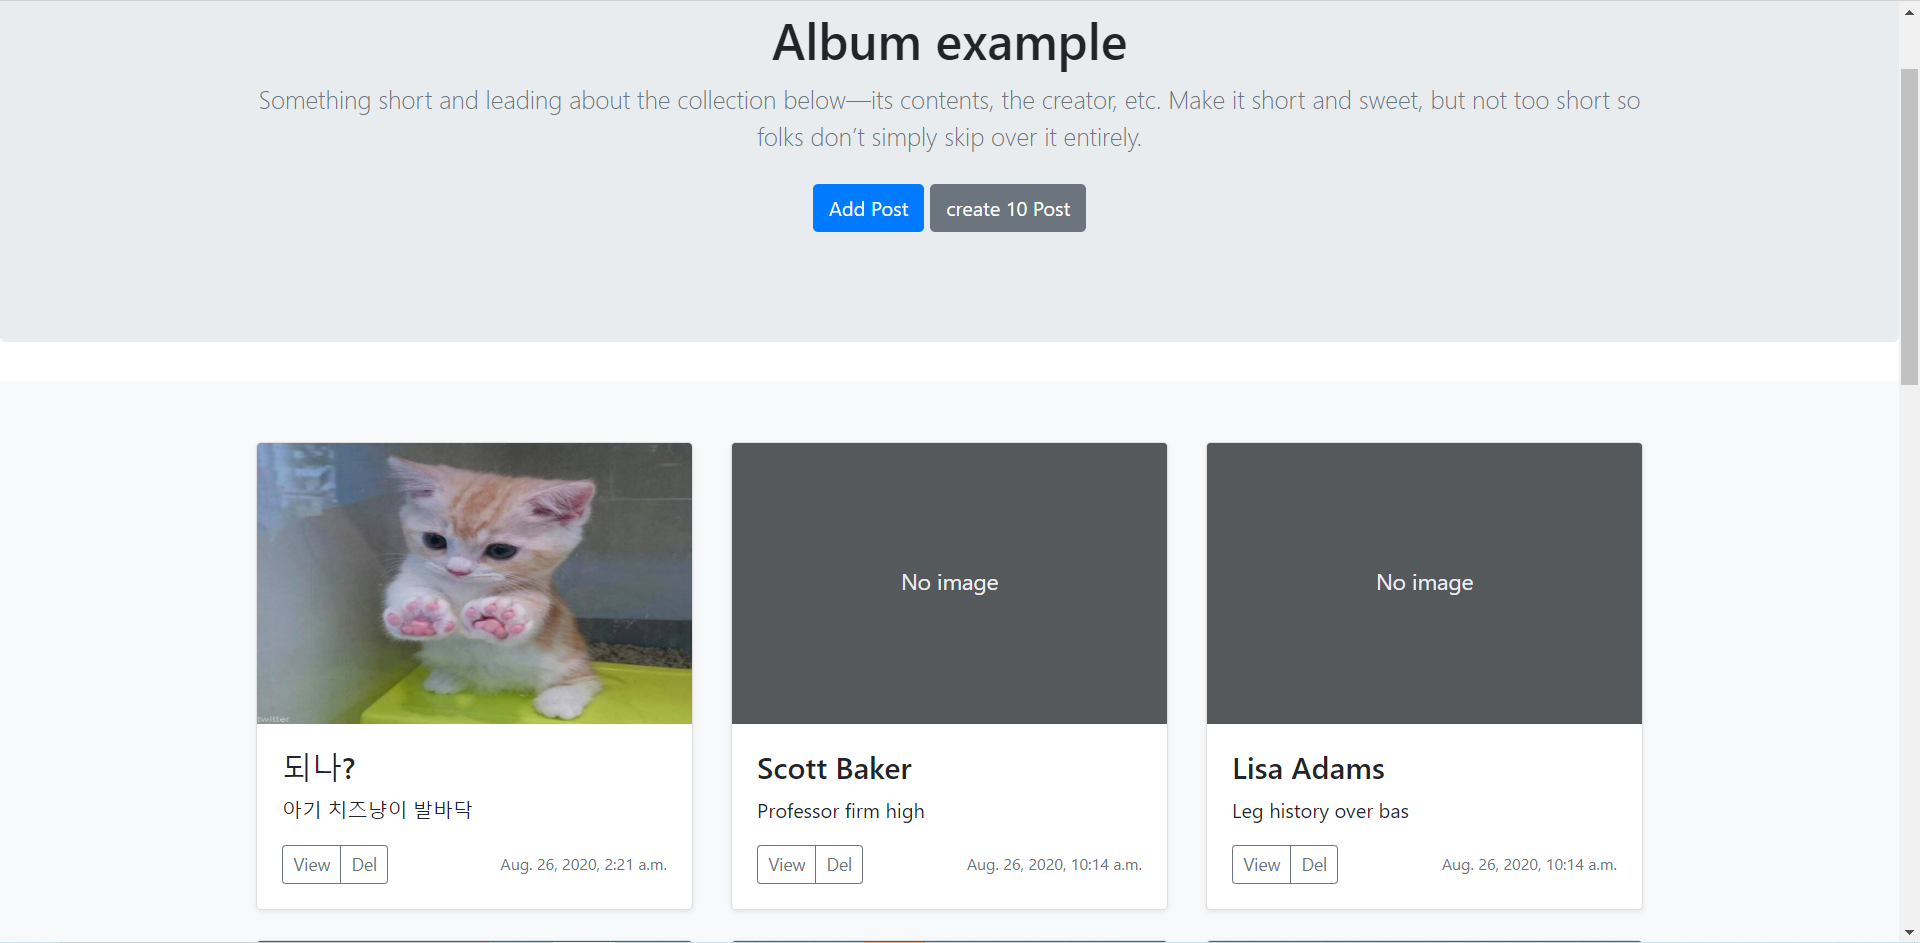 Album example
Something short and leading about the collection below—its contents, the creator, etc. Make it short and sweet, but not too short so
folks don’t simply skip over it entirely.
Add Post
create 10 Post
twitter
No image
No image
되나?
아기 치즈냥이 발바닥
View
Del
Aug. 26, 2020, 2:21 a.m.
Scott Baker
Professor firm high
View
Del
Aug. 26, 2020, 10:14 a.m.
Lisa Adams
Leg history over bas
View
Del
Aug. 26, 2020, 10:14 a.m.